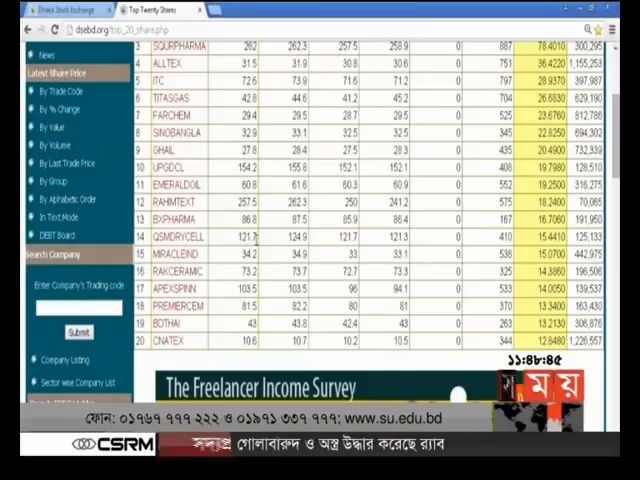 Dhaka Stock Exchange
Top Twenty Shares
dsebd.org/top_20_share.php
News
Latest Share Price
By Trade Code
By % Change
By Value
By Volume
By Last Trade Price
By Group
By Alphabetic Order
In Text Mode
DEBT Board
Search Company
Enter Company's Trading code
Submit
Company Listing
Sector wise Company List
3 SQURPHARMA 262 262.3 257.5 258.9 0 887 78.4010 300,295
4 ALLTEX 31.5 31.9 30.8 30.6 0 751 36.4220 1,155,253
5 ITC 72.6 73.9 71.6 71.2 0 797 28.9370 397,987
6 TITASGAS 42.8 44.6 41.2 45.2 0 704 26.6830 629,190
7 FARCHEM 29.4 29.5 28.7 29.5 0 525 23.6760 812,786
8 SINOBANGLA 32.9 33.1 32.5 32.5 0 345 22.8250 694,302
9 GHAIL 27.8 28.4 27.5 28.3 0 435 20.4900 732,339
10 UPGDCL 154.2 155.8 152.1 152.1 0 408 19.7980 128,510
11 EMERALDOIL 60.8 61.6 60.3 60.9 0 552 19.2500 316,275
12 RAHIMTEXT 257.5 262.3 250 241.2 0 575 18.2400 70,065
13 BXPHARMA 86.8 87.5 85.9 86.4 0 167 16.7060 191,950
14 QSMDRYCELL 121.7 124.9 121.7 121.3 0 410 15.4410 125,133
15 MIRACLEIND 34.2 34.9 33 33.1 0 536 15.0700 442,975
16 RAKCERAMIC 73.2 73.7 72.7 73.3 0 325 14.3860 196,506
17 APEXSPINN 103.5 103.5 96 94.1 0 537 14.0050 139,537
18 PREMIERCEM 81.5 82.2 80 81 0 370 13.3400 163,430
19 BDTHAI 43 43.8 42.4 43 0 263 13.2130 306,876
20 CNATEX 10.6 10.7 10.2 10.5 0 344 12.8480 1,226,557
The Freelancer Income Survey
১১:৪৮:৪৫
সময়
ফোন: ০১৭৬৭ ৭৭৭ ২২২ ও ০১৯৭১ ৩৩৭ ৭৭৭; www.su.edu.bd
CSRM
গোলাবারুদ ও অস্ত্র উদ্ধার করেছে র‍্যাব